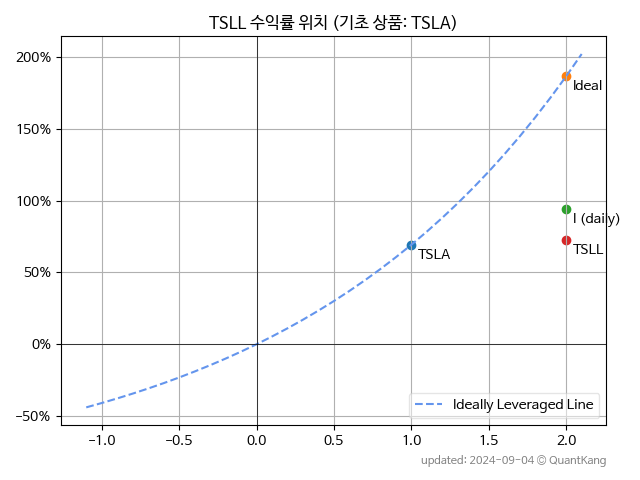 TSLL 수익률 위치 (기초 상품: TSLA)
200%
150%
100%
50%
0%
−50%
Ideal
I (daily)
TSLL
TSLA
Ideally Leveraged Line
−1.0 −0.5 0.0 0.5 1.0 1.5 2.0
updated: 2024-09-04 © QuantKang